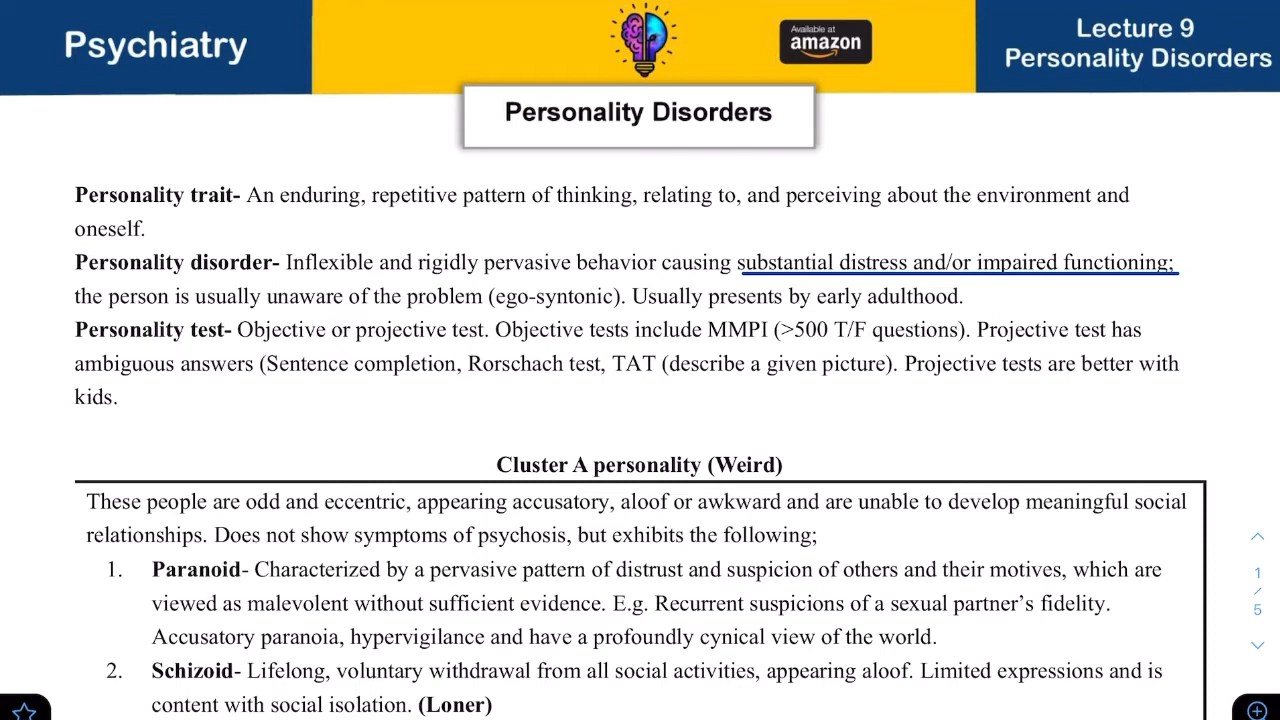 Psychiatry
Available at
amazon
Lecture 9
Personality Disorders
Personality Disorders
Personality trait- An enduring, repetitive pattern of thinking, relating to, and perceiving about the environment and
oneself.
Personality disorder- Inflexible and rigidly pervasive behavior causing substantial distress and/or impaired functioning;
the person is usually unaware of the problem (ego-syntonic). Usually presents by early adulthood.
Personality test- Objective or projective test. Objective tests include MMPI (>500 T/F questions). Projective test has
ambiguous answers (Sentence completion, Rorschach test, TAT (describe a given picture). Projective tests are better with
kids.
Cluster A personality (Weird)
These people are odd and eccentric, appearing accusatory, aloof or awkward and are unable to develop meaningful social
relationships. Does not show symptoms of psychosis, but exhibits the following;
1. Paranoid- Characterized by a pervasive pattern of distrust and suspicion of others and their motives, which are
viewed as malevolent without sufficient evidence. E.g. Recurrent suspicions of a sexual partner's fidelity.
Accusatory paranoia, hypervigilance and have a profoundly cynical view of the world.
2. Schizoid- Lifelong, voluntary withdrawal from all social activities, appearing aloof. Limited expressions and is
content with social isolation. (Loner)
1
/
5